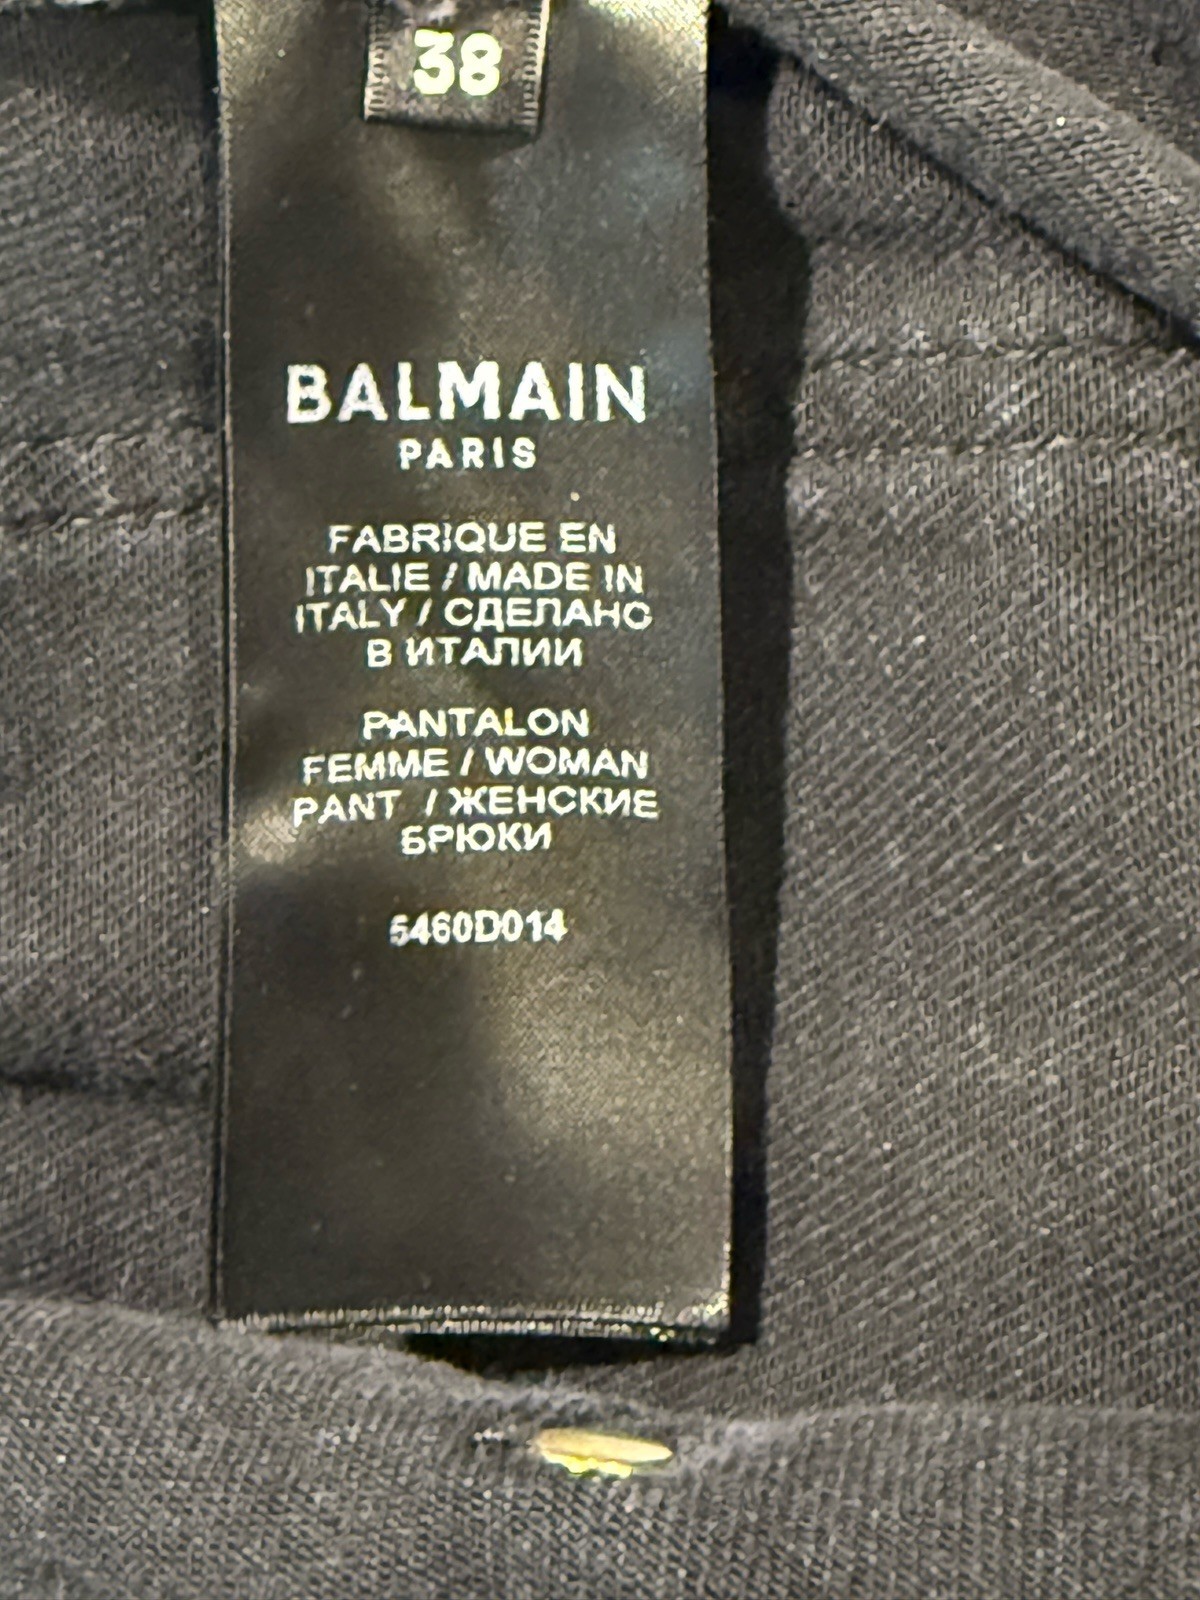 38
BALMAIN
PARIS
FABRIQUE EN
ITALIE / MADE IN
ITALY / СДЕЛАНО
В ИТАЛИИ
PANTALON
FEMME / WOMAN
PANT / ЖЕНСКИЕ
БРЮКИ
5460D014